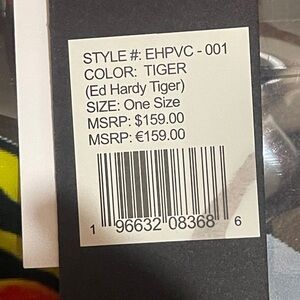 STYLE #: EHPVC - 001
COLOR: TIGER
(Ed Hardy Tiger)
SIZE: One Size
MSRP: $159.00
MSRP: €159.00
1 96632 08368 6